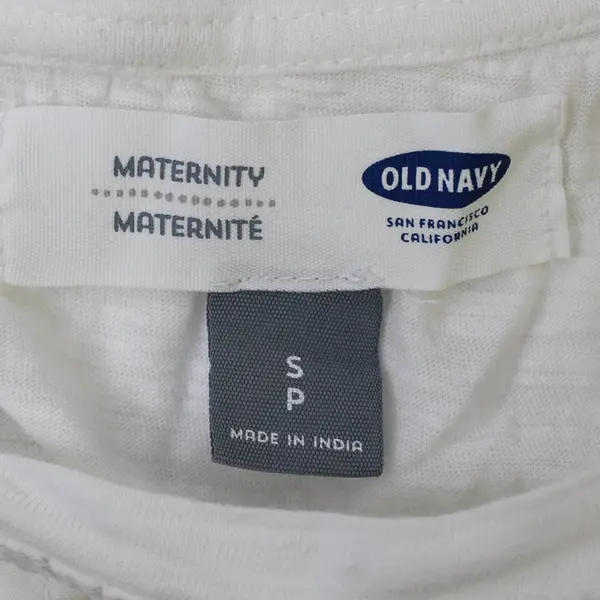 MATERNITY
MATERNITÉ
OLD NAVY
SAN FRANCISCO
CALIFORNIA
S
P
MADE IN INDIA